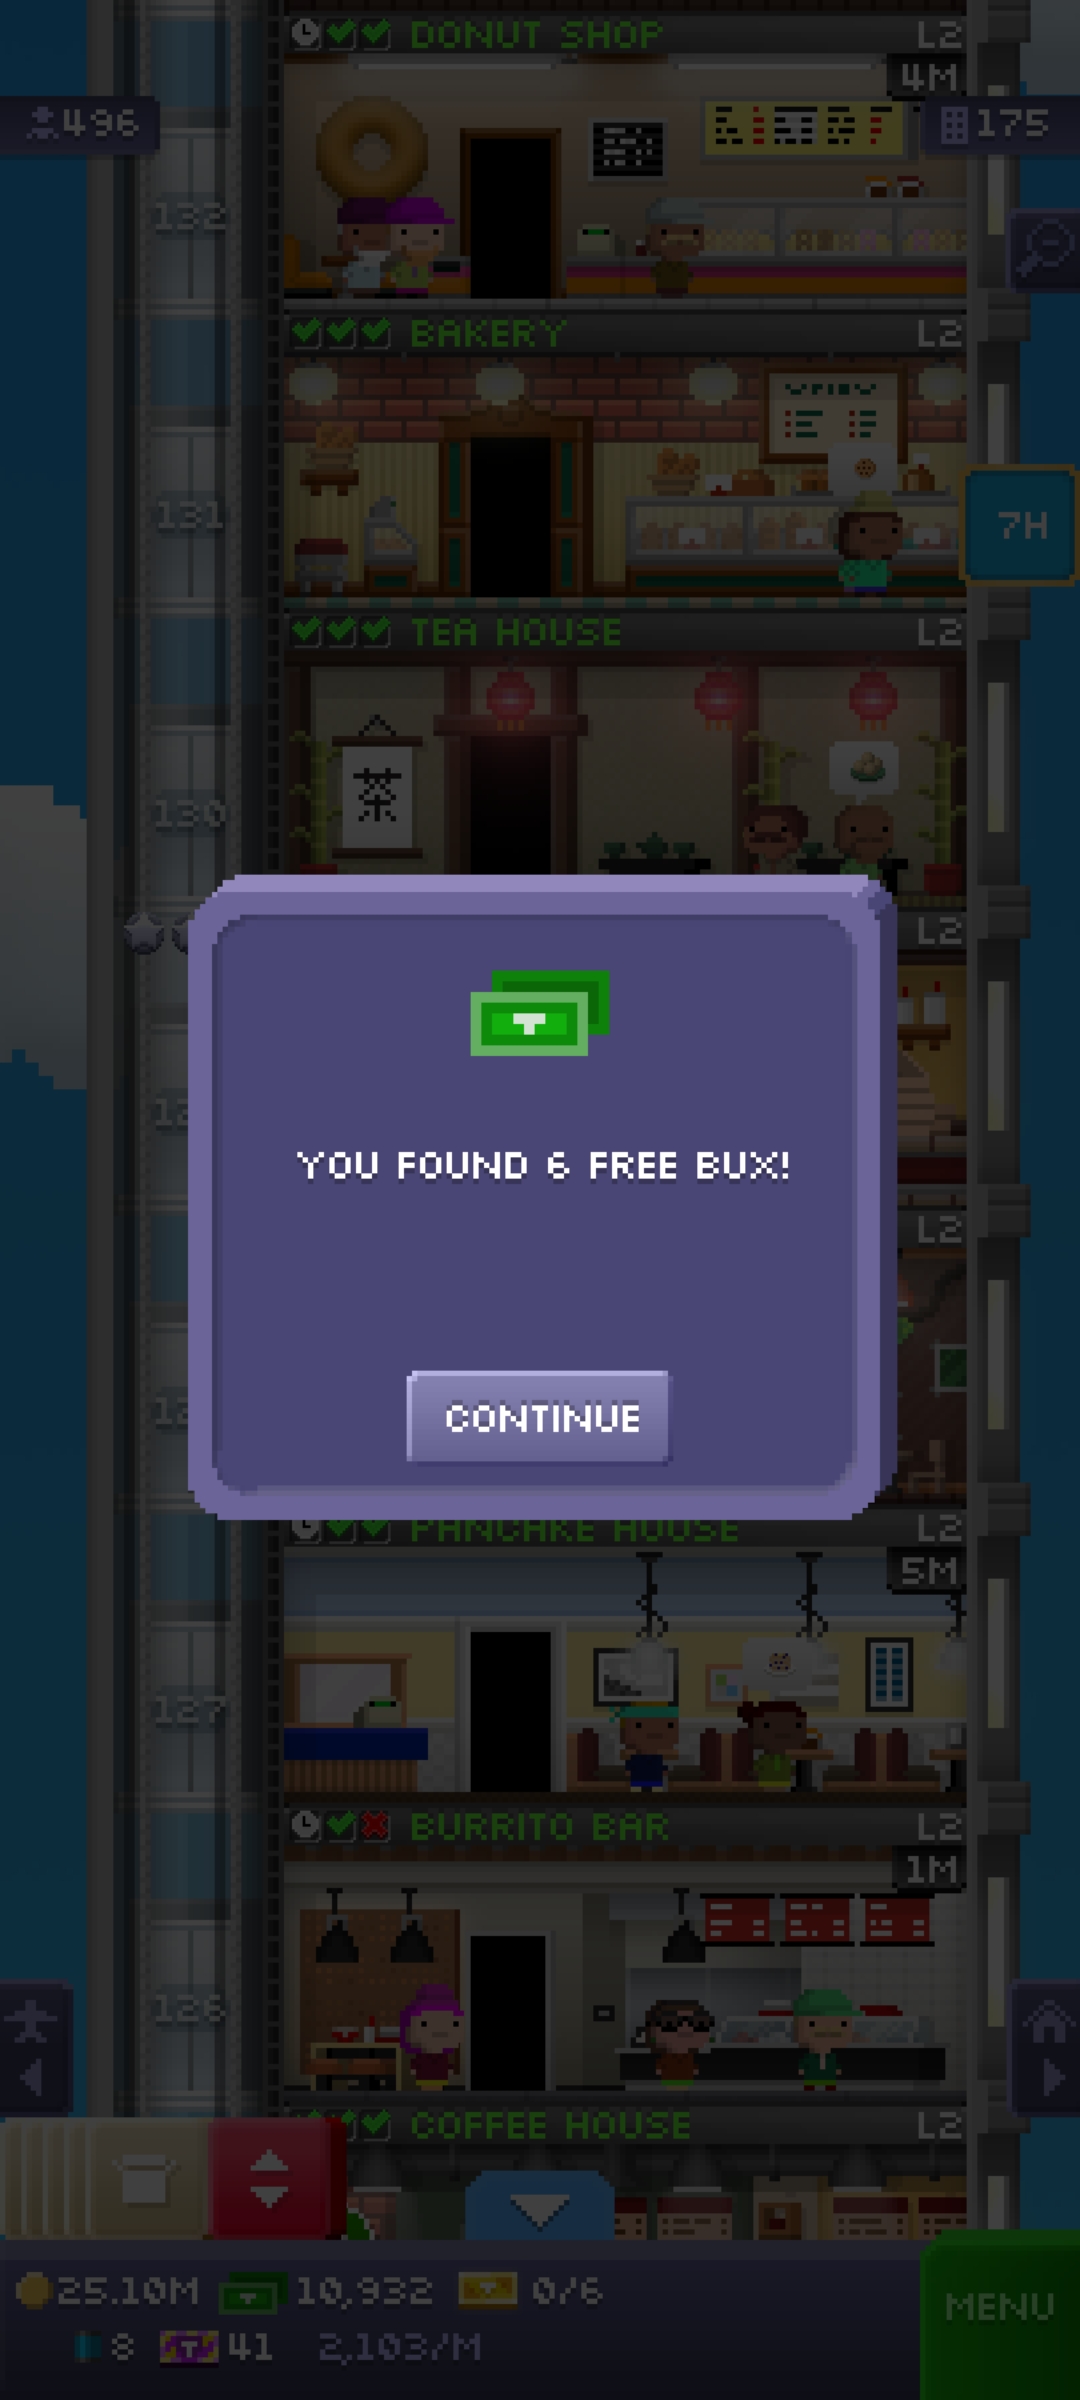 DONUT SHOP L2
4M
496
175
132
BAKERY L2
131
7H
TEA HOUSE L2
茶
130
L2
YOU FOUND 6 FREE BUX!
L2
CONTINUE
PANCAKE HOUSE L2
5M
127
BURRITO BAR L2
1M
126
COFFEE HOUSE L2
25.10M 10,932 0/6
MENU
8 41 2,103/M